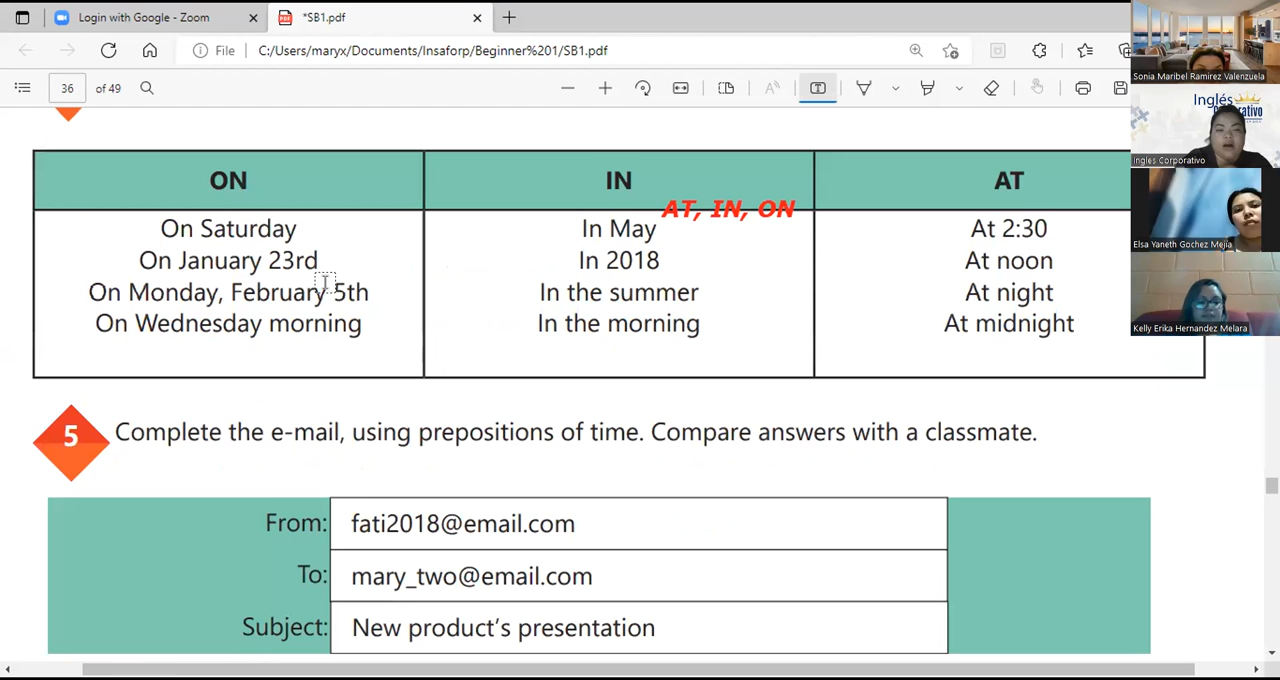 Login with Google - Zoom
*SB1.pdf
File C:/Users/maryx/Documents/Insaforp/Beginner%201/SB1.pdf
36 of 49
ON IN AT
AT, IN, ON
On Saturday In May At 2:30
On January 23rd In 2018 At noon
On Monday, February 5th In the summer At night
On Wednesday morning In the morning At midnight
5 Complete the e-mail, using prepositions of time. Compare answers with a classmate.
From: fati2018@email.com
To: mary_two@email.com
Subject: New product's presentation
Sonia Maribel Ramirez Valenzuela
Inglés
Ingles Corporativo
Elsa Yaneth Gochez Mejia
Kelly Erika Hernandez Melara